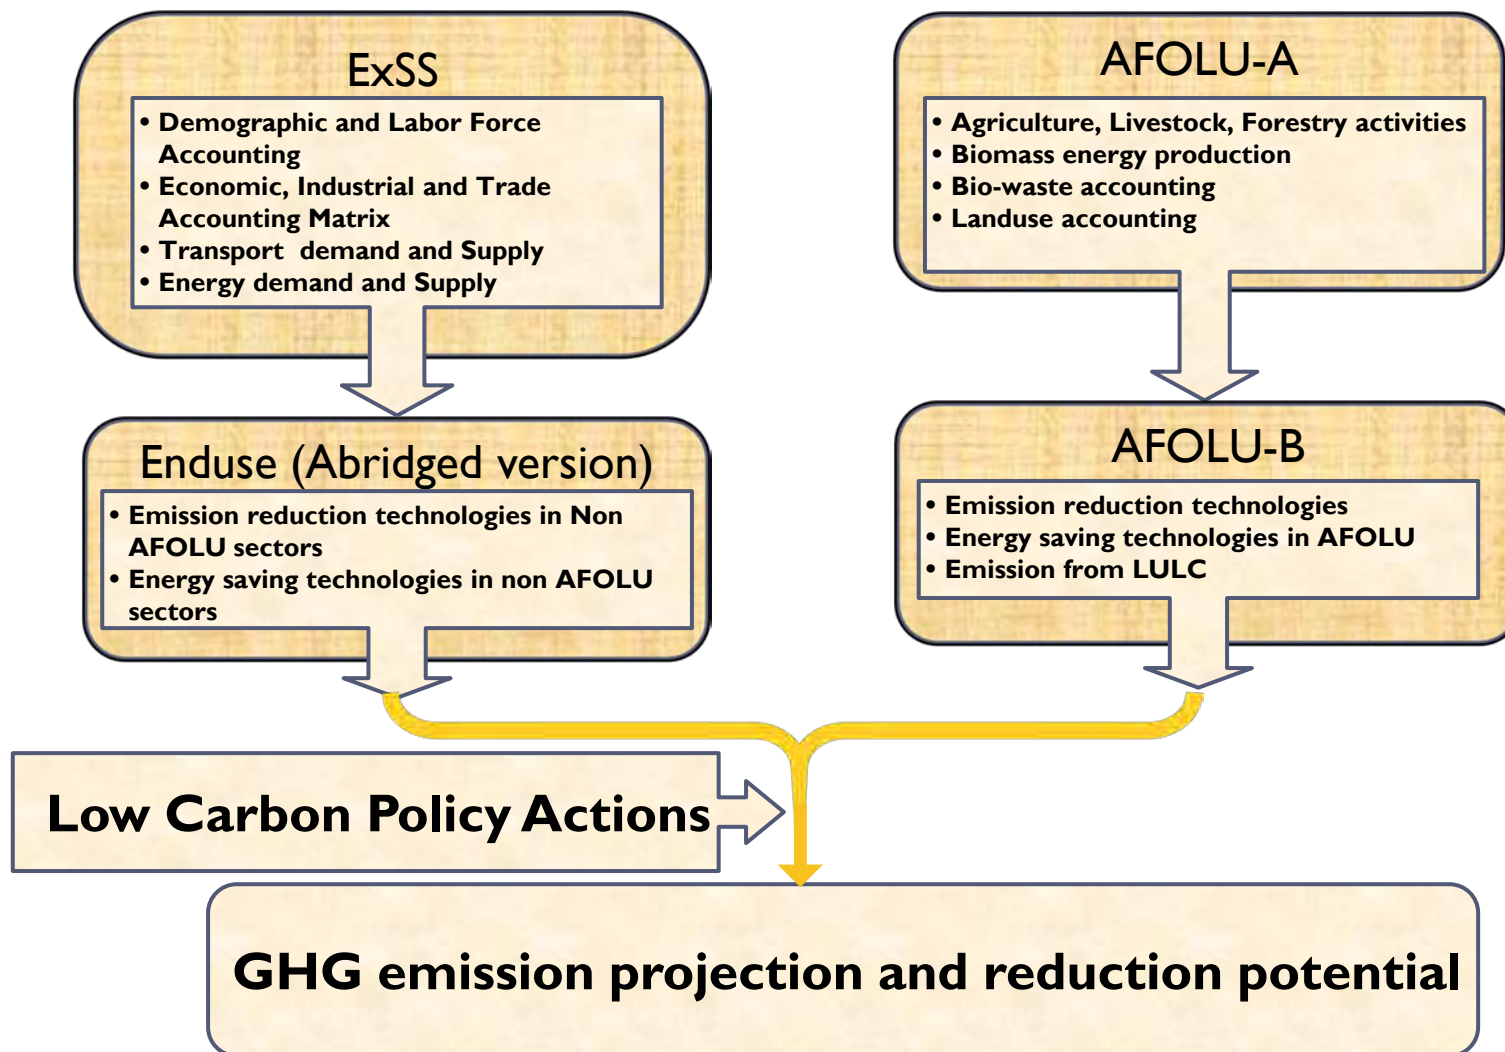 ExSS
• Demographic and Labor Force
Accounting
• Economic, Industrial and Trade
Accounting Matrix
• Transport demand and Supply
• Energy demand and Supply
AFOLU-A
• Agriculture, Livestock, Forestry activities
• Biomass energy production
• Bio-waste accounting
• Landuse accounting
Enduse (Abridged version)
• Emission reduction technologies in Non
AFOLU sectors
• Energy saving technologies in non AFOLU
sectors
AFOLU-B
• Emission reduction technologies
• Energy saving technologies in AFOLU
• Emission from LULC
Low Carbon Policy Actions
GHG emission projection and reduction potential